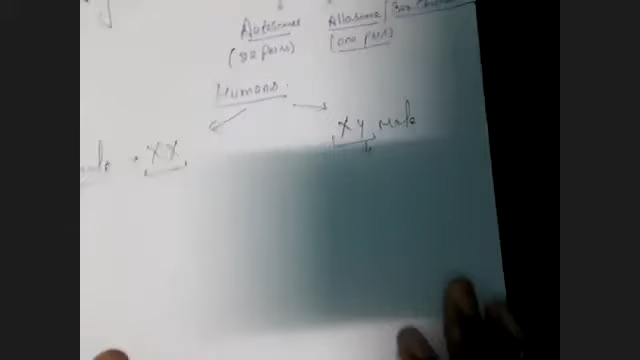 Autosomes Allosome/
(22 pairs) (one pair)
Humans.
XY Male
XX